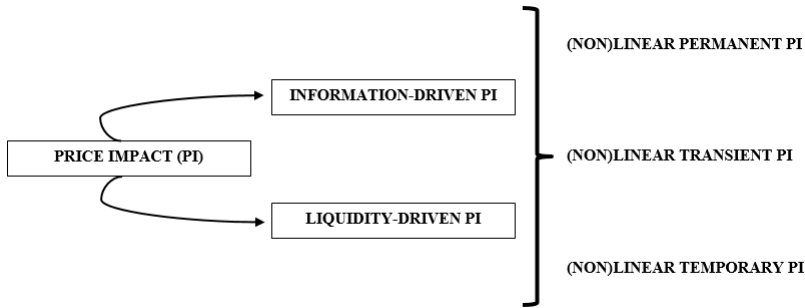 PRICE IMPACT (PI)
INFORMATION-DRIVEN PI
LIQUIDITY-DRIVEN PI
(NON)LINEAR PERMANENT PI
(NON)LINEAR TRANSIENT PI
(NON)LINEAR TEMPORARY PI